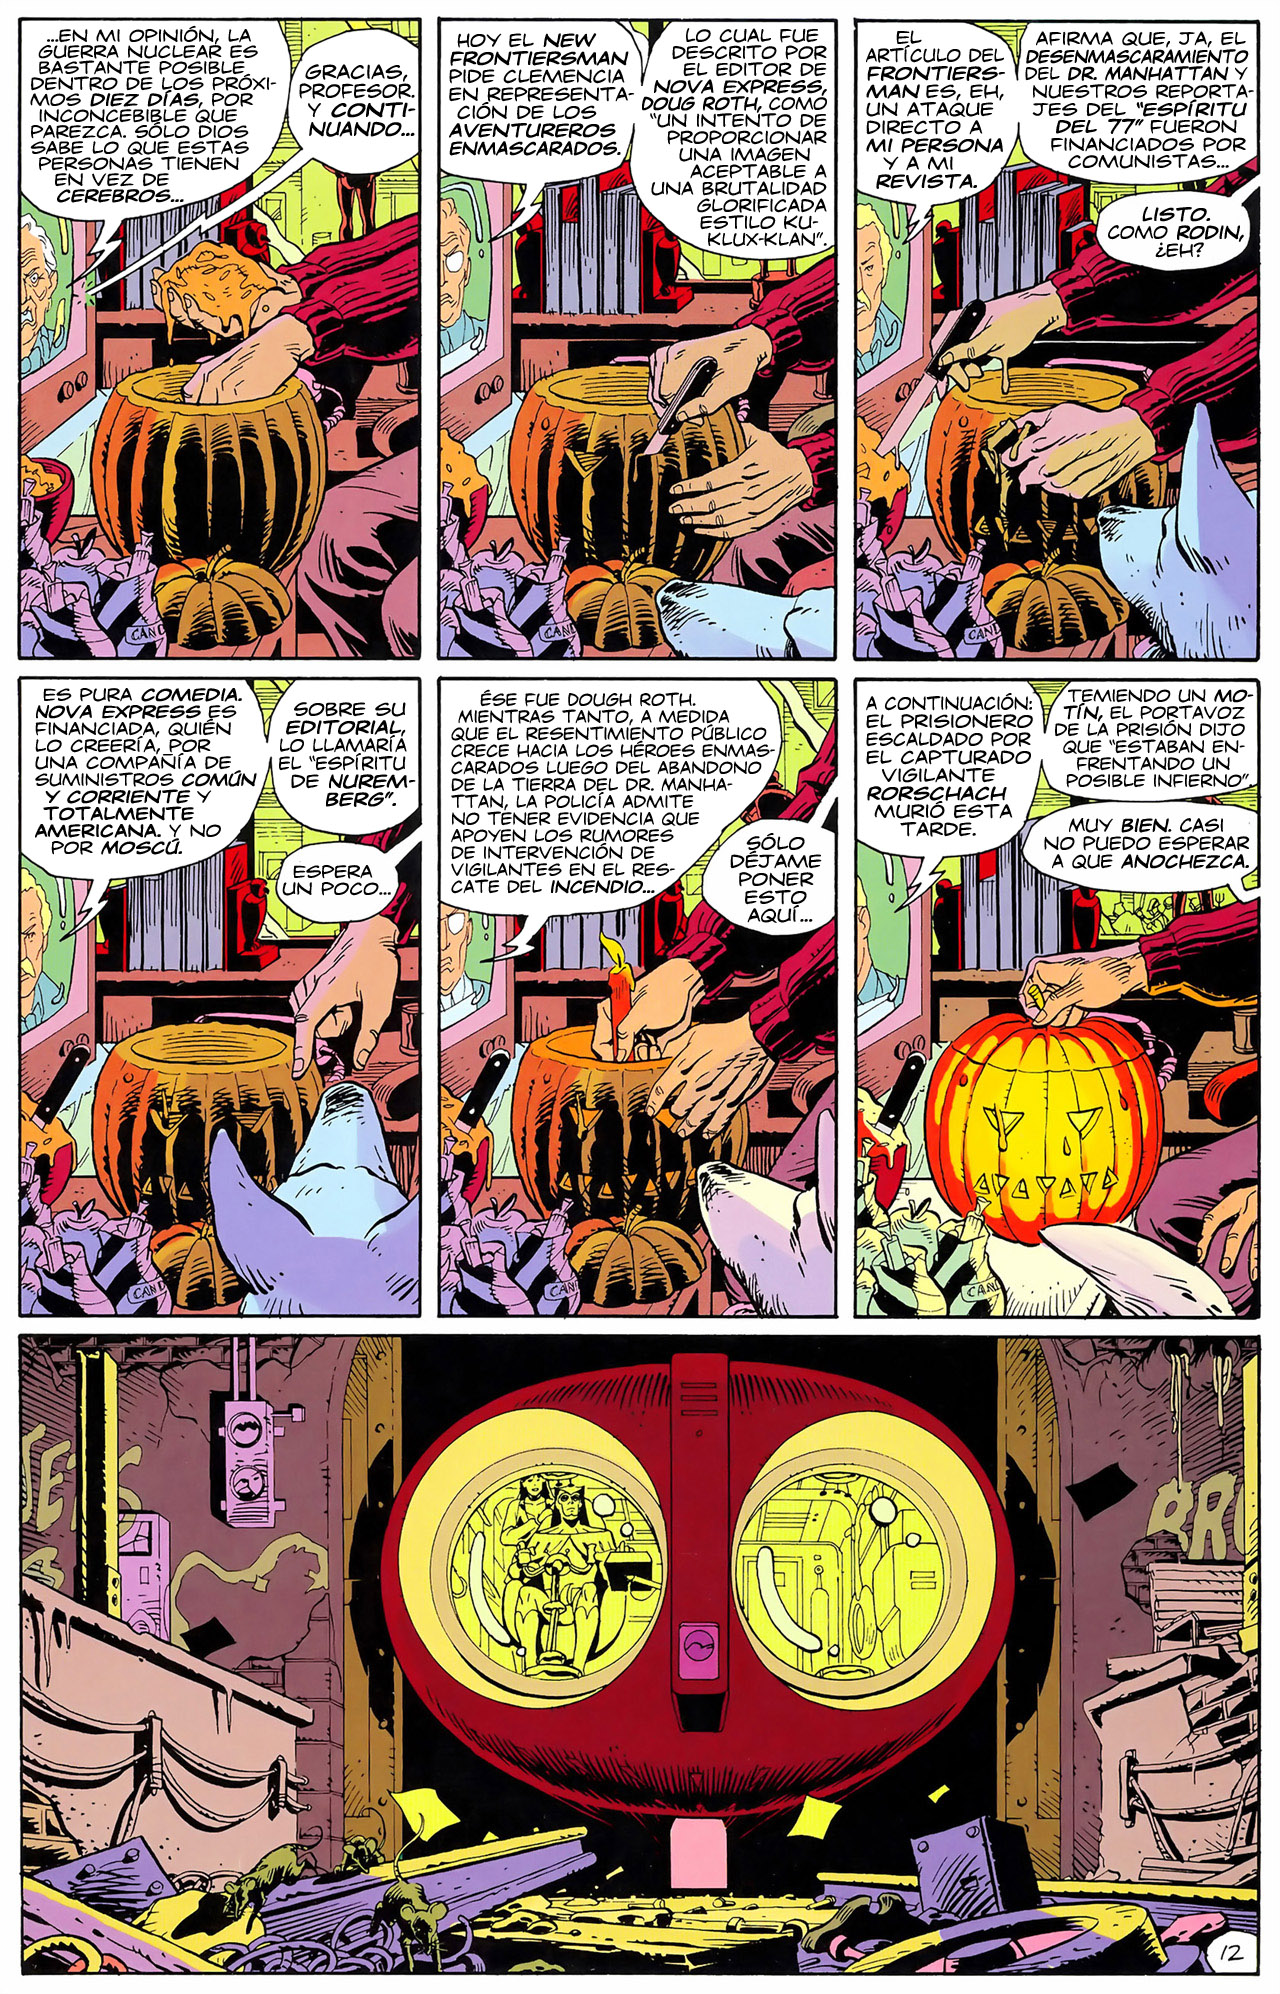 ...EN MI OPINIÓN, LA
GUERRA NUCLEAR ES
BASTANTE POSIBLE
DENTRO DE LOS PRÓXI-
MOS DIEZ DÍAS, POR
INCONCEBIBLE QUE
PAREZCA. SÓLO DIOS
SABE LO QUE ESTAS
PERSONAS TIENEN
EN VEZ DE
CEREBROS...
GRACIAS,
PROFESOR.
Y CONTI-
NUANDO...
CAND
HOY EL NEW
FRONTIERSMAN
PIDE CLEMENCIA
EN REPRESENTA-
CIÓN DE LOS
AVENTUREROS
ENMASCARADOS.
LO CUAL FUE
DESCRITO POR
EL EDITOR DE
NOVA EXPRESS,
DOUG ROTH, COMO
"UN INTENTO DE
PROPORCIONAR
UNA IMAGEN
ACEPTABLE A
UNA BRUTALIDAD
GLORIFICADA
ESTILO KU-
KLUX-KLAN".
CAND
EL
ARTÍCULO DEL
FRONTIERS-
MAN ES, EH,
UN ATAQUE
DIRECTO A
MI PERSONA
Y A MI
REVISTA.
AFIRMA QUE, JA, EL
DESENMASCARAMIENTO
DEL DR. MANHATTAN Y
NUESTROS REPORTA-
JES DEL "ESPÍRITU
DEL 77" FUERON
FINANCIADOS POR
COMUNISTAS...
LISTO.
COMO RODIN,
¿EH?
CAND
ES PURA COMEDIA.
NOVA EXPRESS ES
FINANCIADA, QUIÉN
LO CREERÍA, POR
UNA COMPAÑÍA DE
SUMINISTROS COMÚN
Y CORRIENTE Y
TOTALMENTE
AMERICANA. Y NO
POR MOSCÚ.
SOBRE SU
EDITORIAL,
LO LLAMARÍA
EL "ESPÍRITU
DE NUREM-
BERG".
ESPERA
UN POCO...
CAND
ÉSE FUE DOUGH ROTH.
MIENTRAS TANTO, A MEDIDA
QUE EL RESENTIMIENTO PÚBLICO
CRECE HACIA LOS HÉROES ENMAS-
CARADOS LUEGO DEL ABANDONO
DE LA TIERRA DEL DR. MANHA-
TTAN, LA POLICÍA ADMITE
NO TENER EVIDENCIA QUE
APOYEN LOS RUMORES
DE INTERVENCIÓN DE
VIGILANTES EN EL RES-
CATE DEL INCENDIO...
SÓLO
DÉJAME
PONER
ESTO
AQUÍ...
CAND
A CONTINUACIÓN:
EL PRISIONERO
ESCALDADO POR
EL CAPTURADO
VIGILANTE
RORSCHACH
MURIÓ ESTA
TARDE.
TEMIENDO UN MO-
TÍN, EL PORTAVOZ
DE LA PRISIÓN DIJO
QUE "ESTABAN EN-
FRENTANDO UN
POSIBLE INFIERNO".
MUY BIEN. CASI
NO PUEDO ESPERAR
A QUE ANOCHEZCA.
CAND
BRO
12